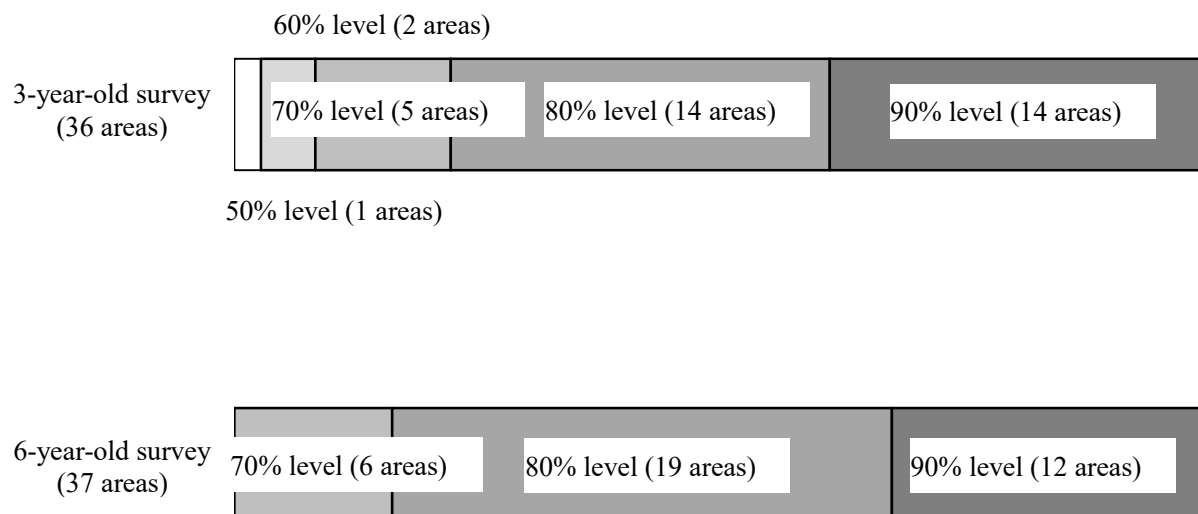 60% level (2 areas)
3-year-old survey
(36 areas)
70% level (5 areas)
80% level (14 areas)
90% level (14 areas)
50% level (1 areas)
6-year-old survey
(37 areas)
70% level (6 areas)
80% level (19 areas)
90% level (12 areas)